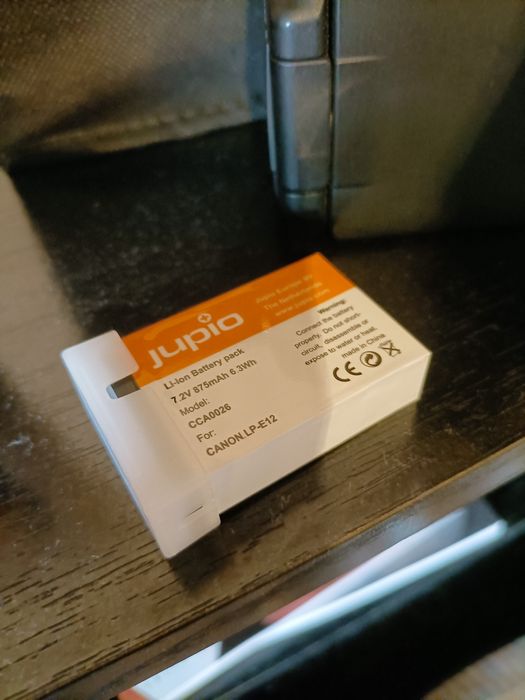 jupio
Jupio Europe BV
The Netherlands
www.jupio.com
Li-Ion Battery pack
7.2V 875mAh 6.3Wh
Model:
CCA0026
For:
CANON LP-E12
Warning:
Connect the battery
properly. Do not short-
circuit, disassemble or
expose to water or heat.
made in China
CE